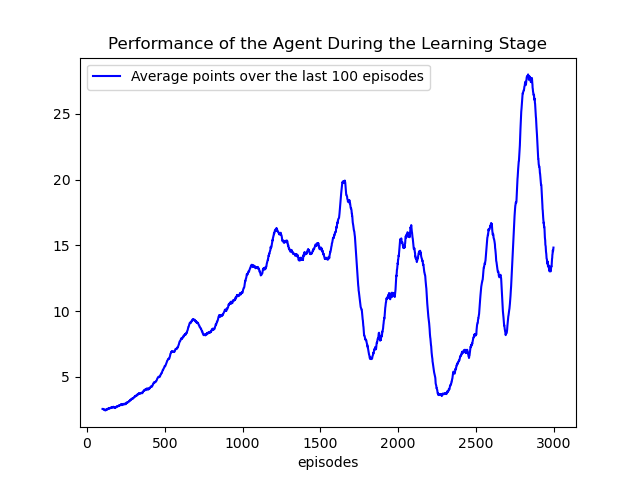 Performance of the Agent During the Learning Stage
Average points over the last 100 episodes
25
20
15
10
5
0 500 1000 1500 2000 2500 3000
episodes